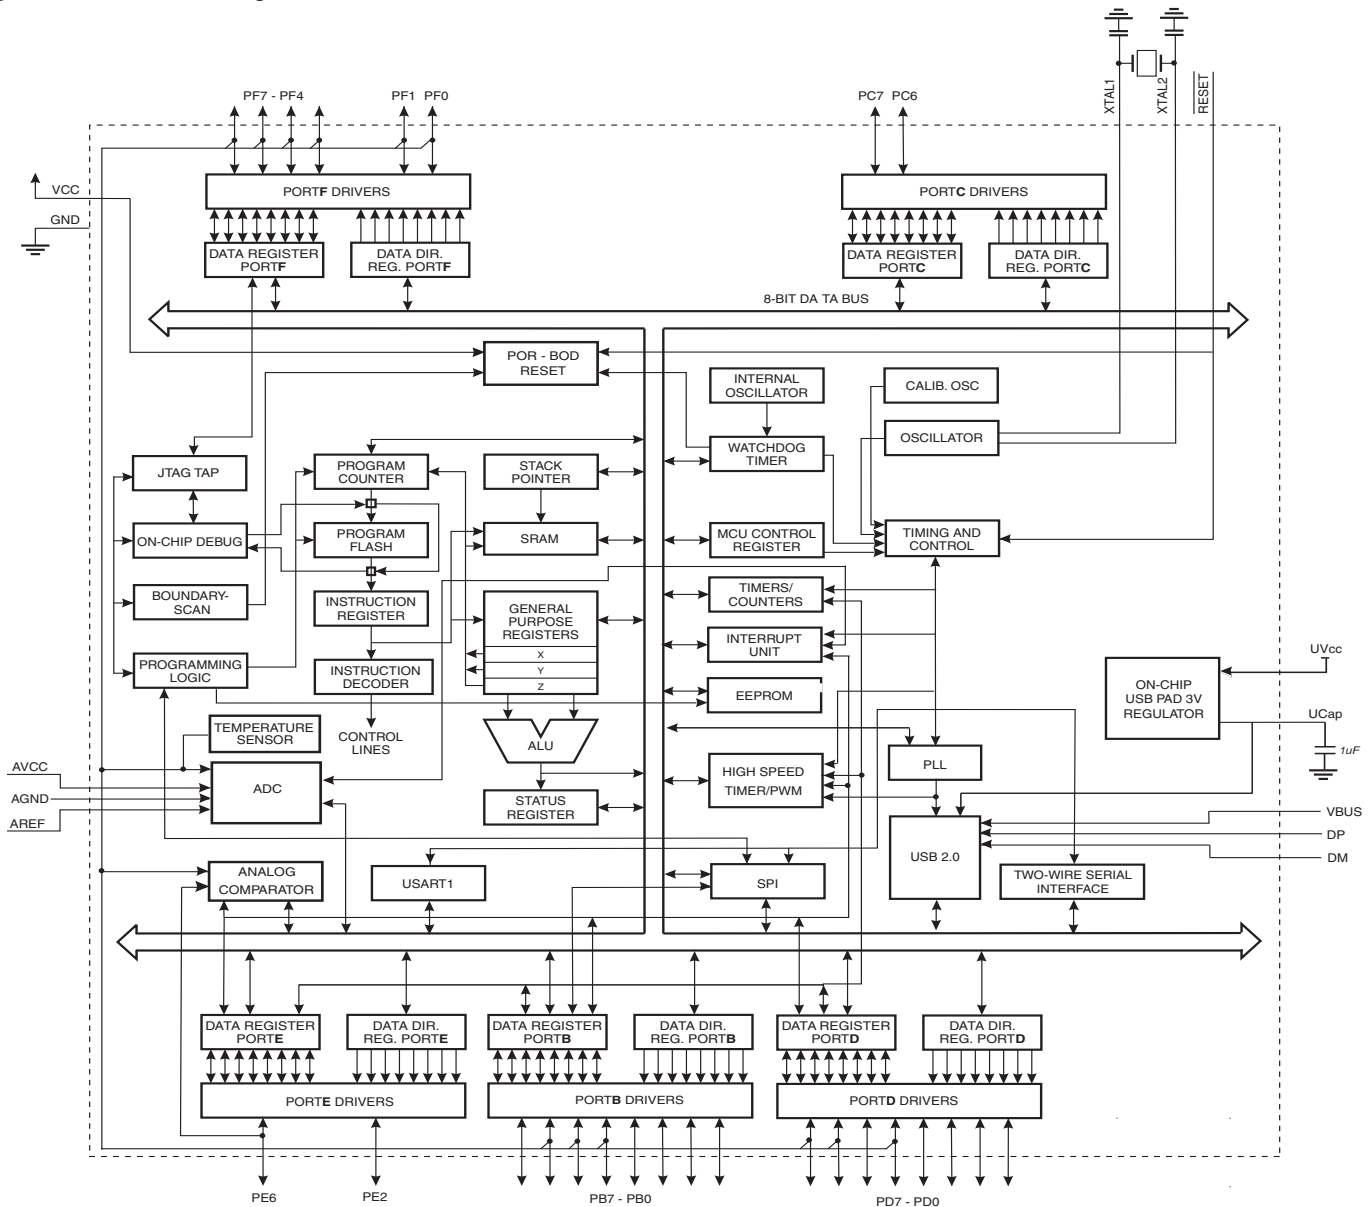 PF7 - PF4
PF1
PF0
PC7
PC6
XTAL1
XTAL2
RESET
VCC
GND
PORTF DRIVERS
PORTC DRIVERS
DATA REGISTER
PORTF
DATA DIR.
REG. PORTF
DATA REGISTER
PORTC
DATA DIR.
REG. PORTC
8-BIT DA TA BUS
POR - BOD
RESET
INTERNAL
OSCILLATOR
CALIB. OSC
WATCHDOG
TIMER
OSCILLATOR
JTAG TAP
PROGRAM
COUNTER
STACK
POINTER
ON-CHIP DEBUG
PROGRAM
FLASH
SRAM
MCU CONTROL
REGISTER
TIMING AND
CONTROL
BOUNDARY-
SCAN
INSTRUCTION
REGISTER
GENERAL
PURPOSE
REGISTERS
X
Y
Z
TIMERS/
COUNTERS
INTERRUPT
UNIT
PROGRAMMING
LOGIC
INSTRUCTION
DECODER
EEPROM
ON-CHIP
USB PAD 3V
REGULATOR
UVcc
UCap
1uF
TEMPERATURE
SENSOR
CONTROL
LINES
ALU
PLL
AVCC
AGND
AREF
ADC
STATUS
REGISTER
HIGH SPEED
TIMER/PWM
VBUS
DP
DM
ANALOG
COMPARATOR
USART1
SPI
USB 2.0
TWO-WIRE SERIAL
INTERFACE
DATA REGISTER
PORTE
DATA DIR.
REG. PORTE
DATA REGISTER
PORTB
DATA DIR.
REG. PORTB
DATA REGISTER
PORTD
DATA DIR.
REG. PORTD
PORTE DRIVERS
PORTB DRIVERS
PORTD DRIVERS
PE6
PE2
PB7 - PB0
PD7 - PD0